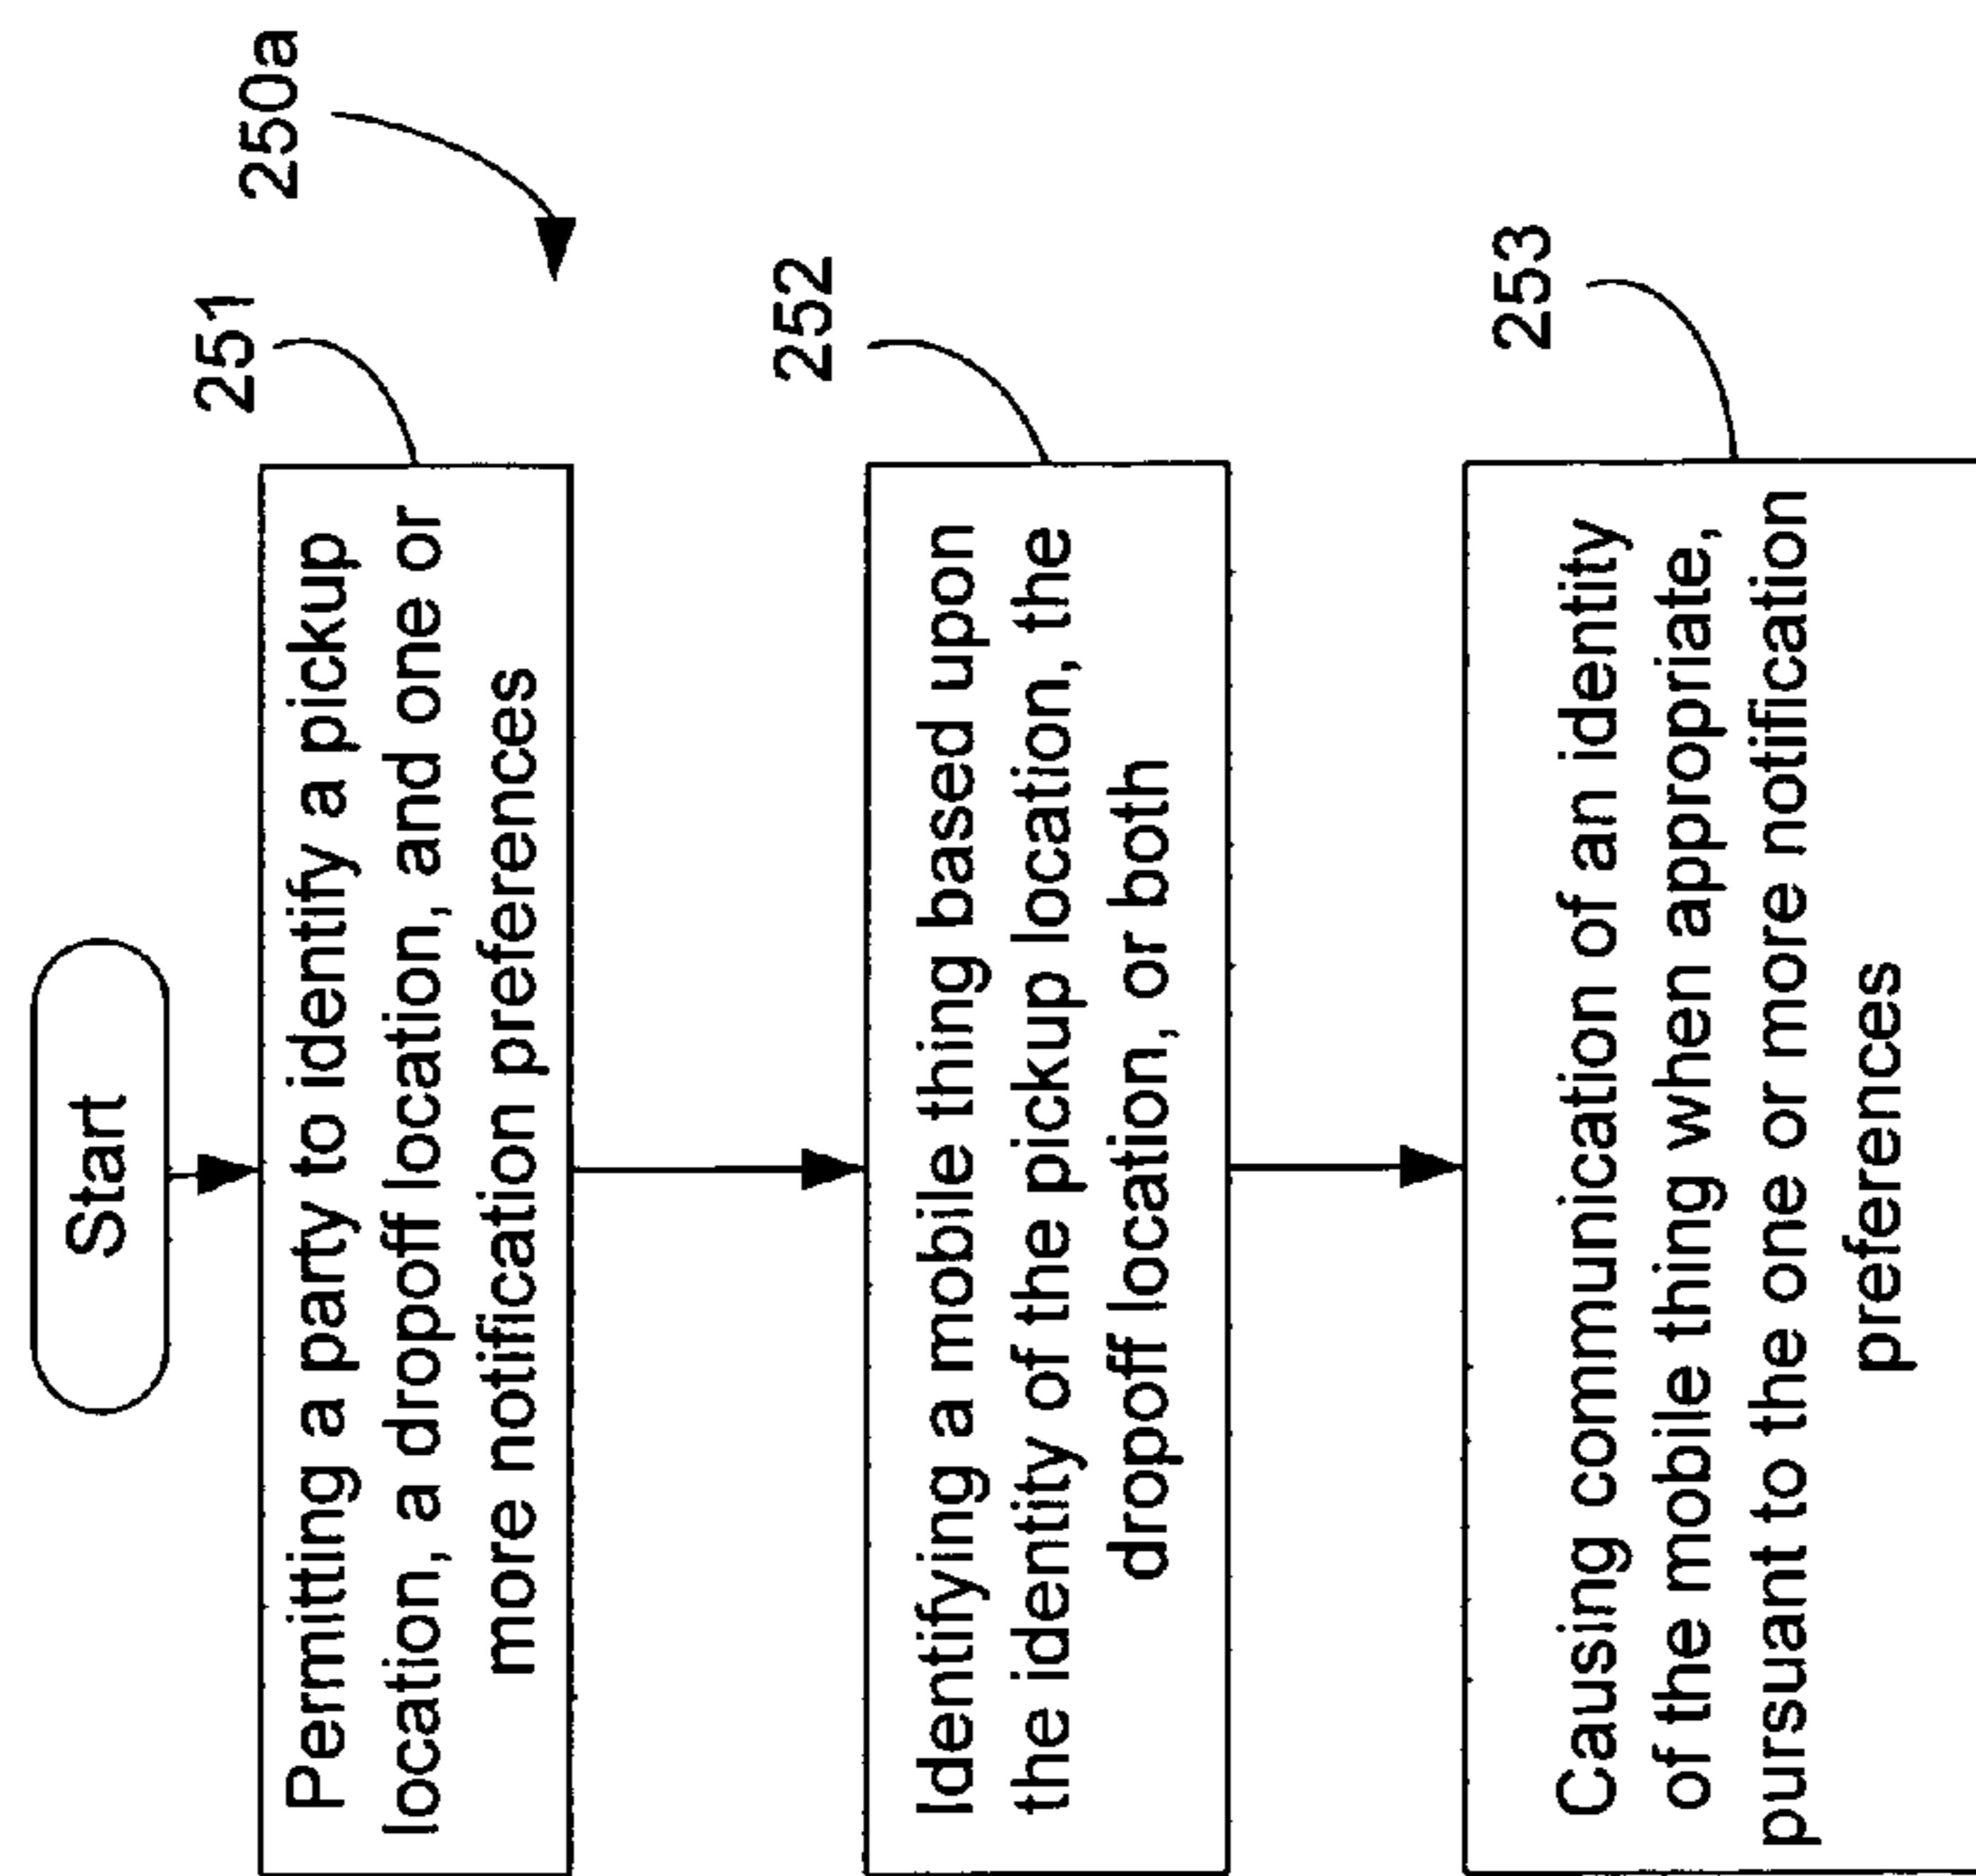 Start
250a
251
Permitting a party to identify a pickup
location, a dropoff location, and one or
more notification preferences
252
Identifying a mobile thing based upon
the identity of the pickup location, the
dropoff location, or both
253
Causing communication of an identity
of the mobile thing when appropriate,
pursuant to the one or more notification
preferences